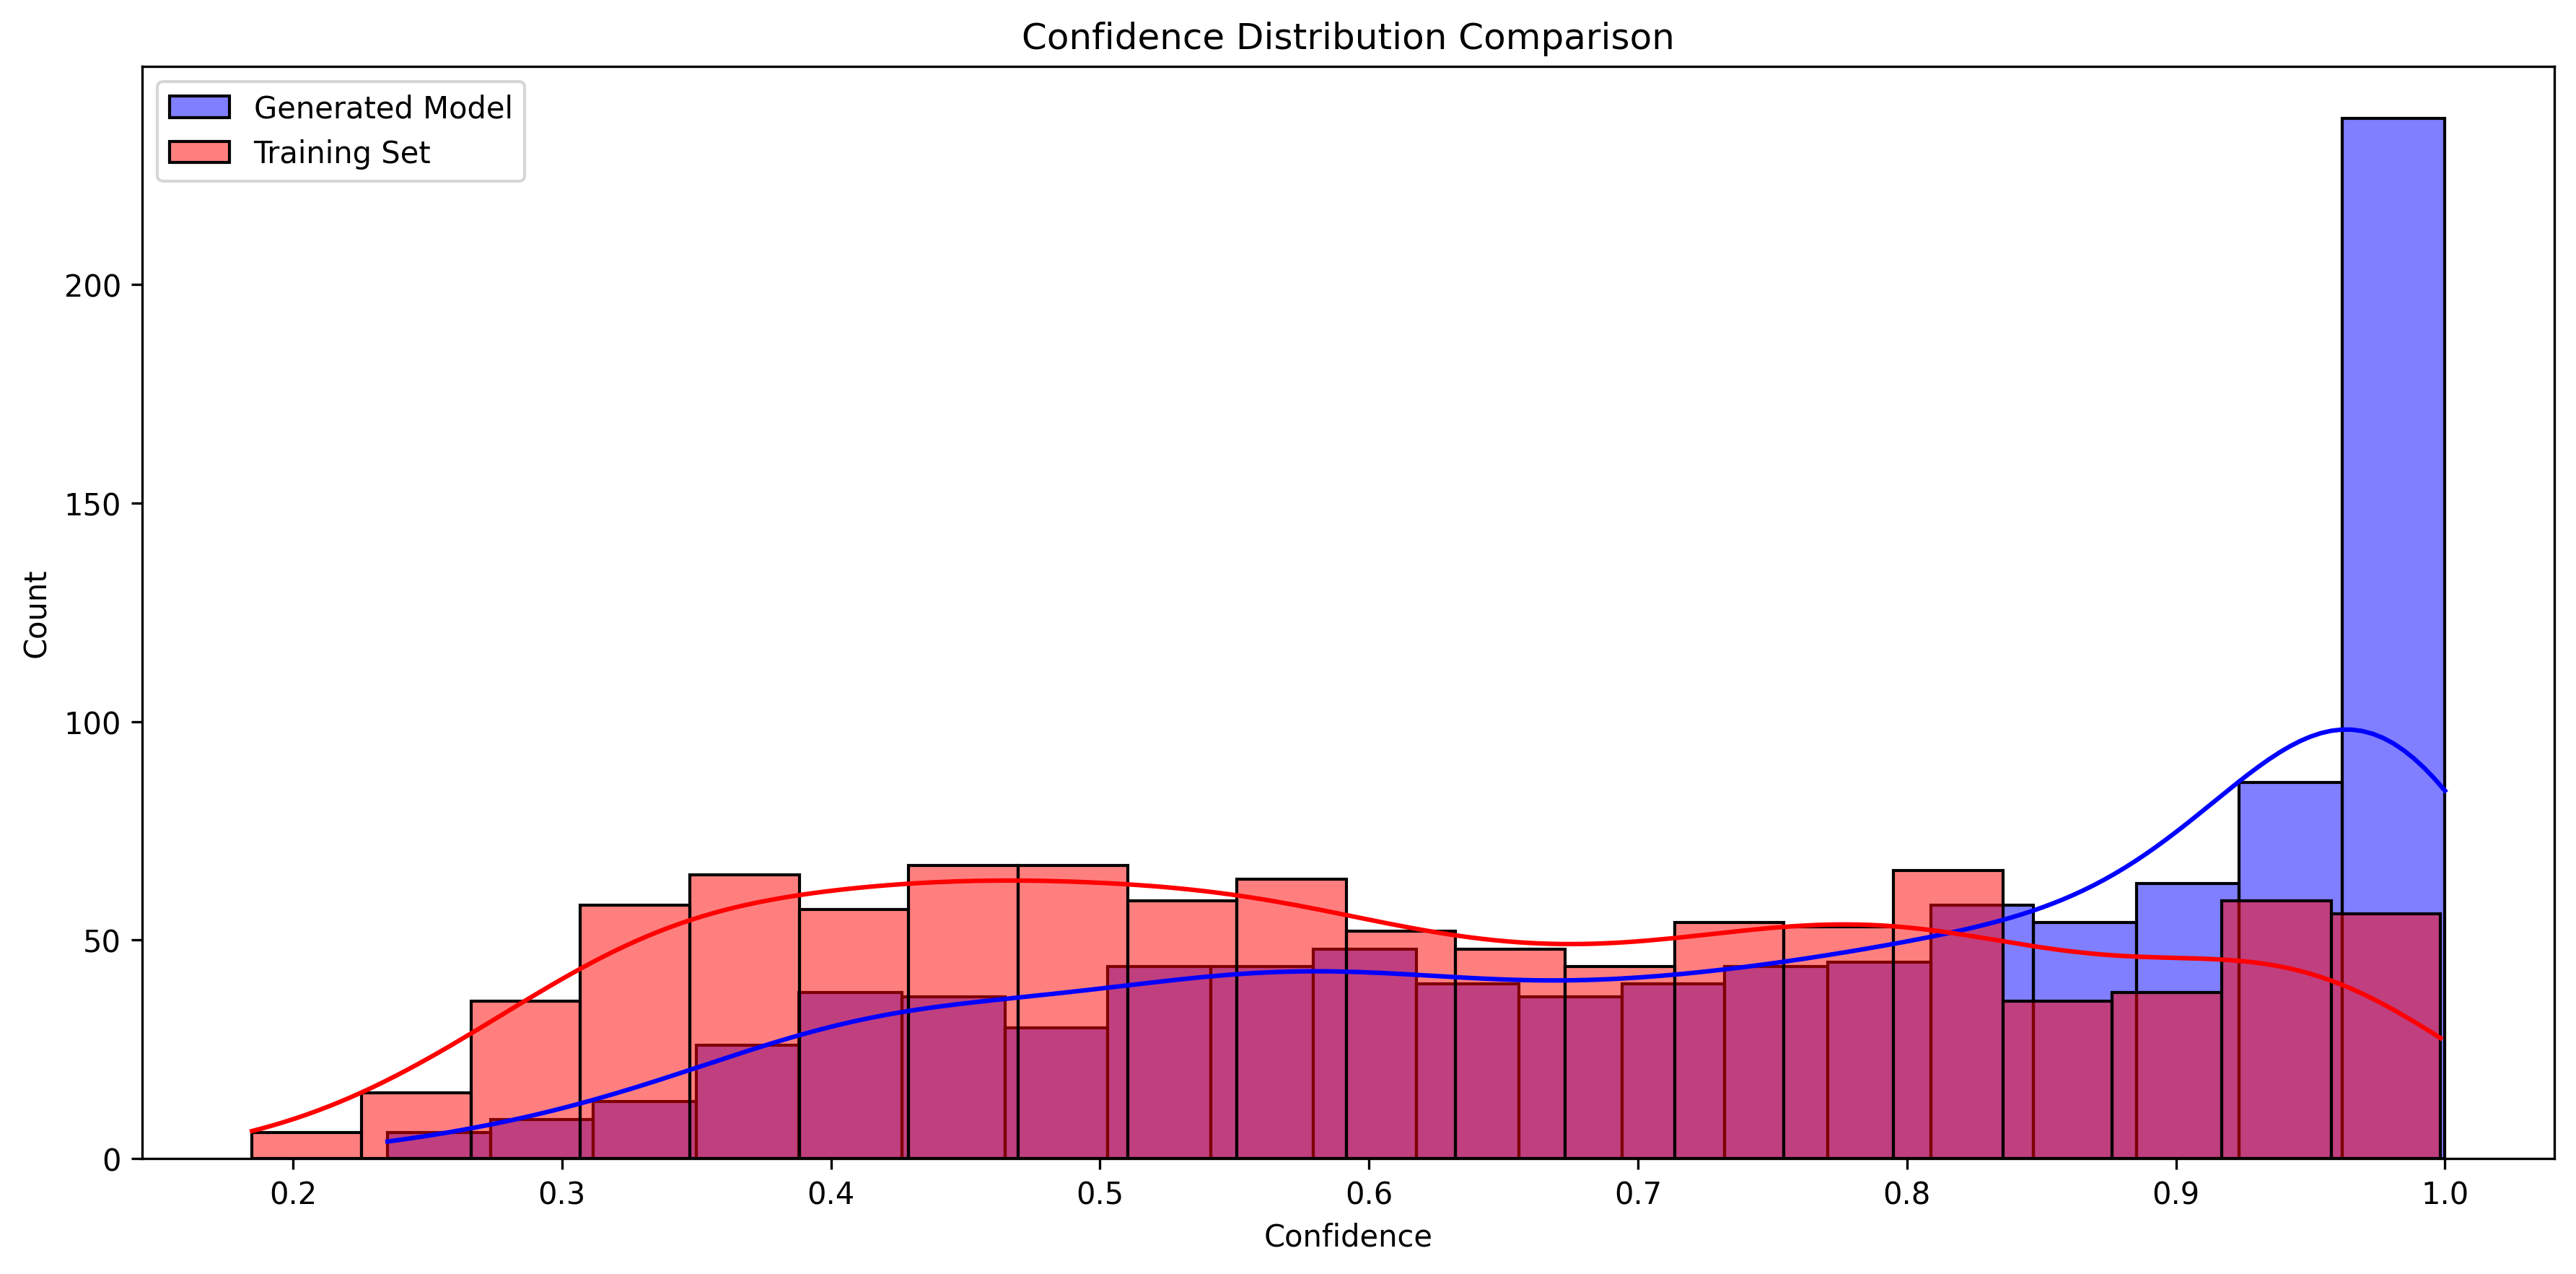 Confidence Distribution Comparison
Generated Model
Training Set
Count
200
150
100
50
0
0.2 0.3 0.4 0.5 0.6 0.7 0.8 0.9 1.0
Confidence